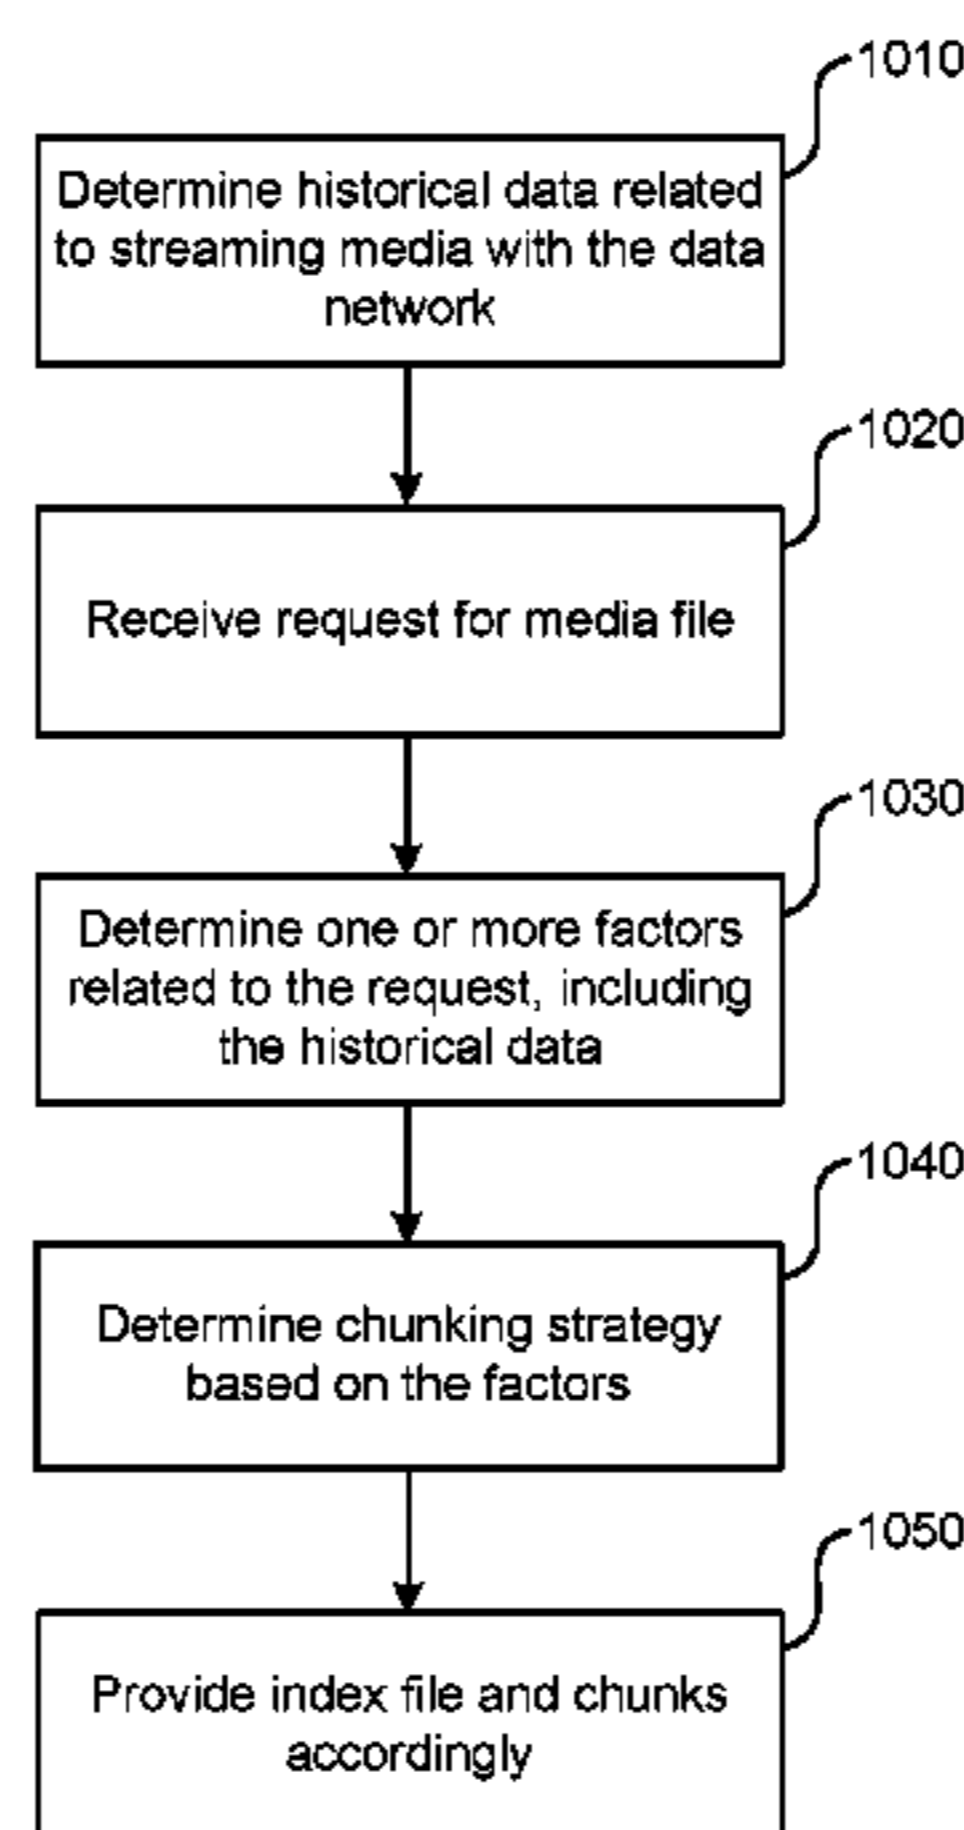 1010
Determine historical data related
to streaming media with the data
network
1020
Receive request for media file
1030
Determine one or more factors
related to the request, including
the historical data
1040
Determine chunking strategy
based on the factors
1050
Provide index file and chunks
accordingly